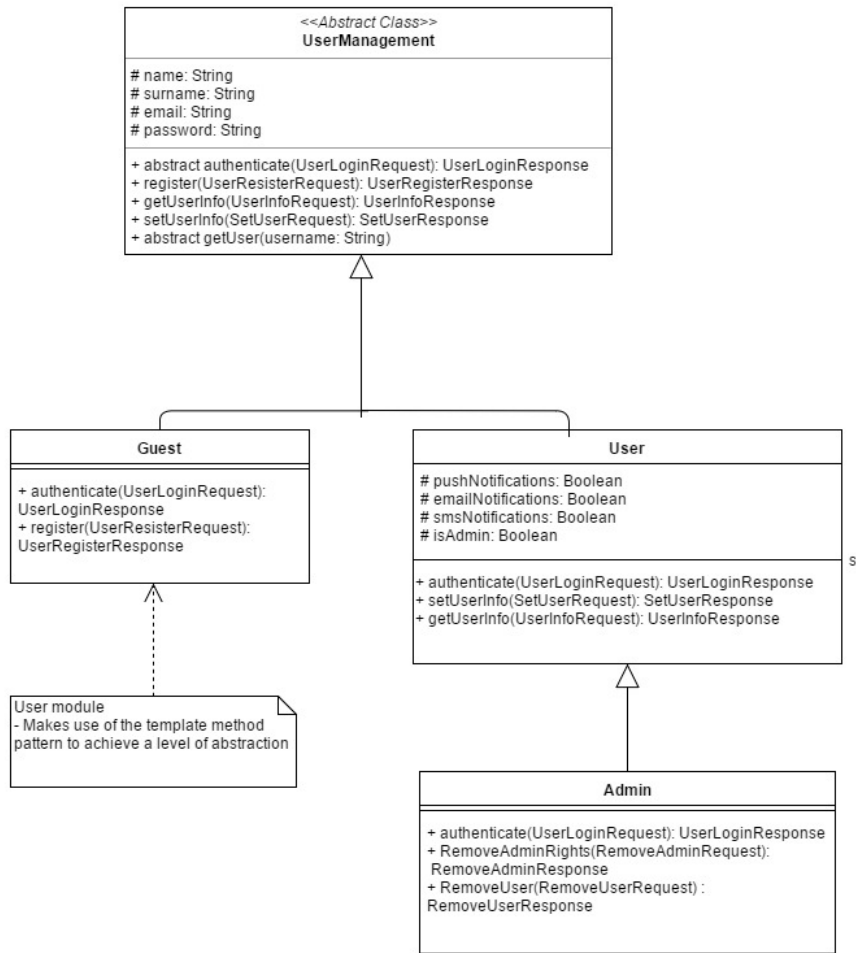 <<Abstract Class>>
UserManagement
# name: String
# surname: String
# email: String
# password: String
+ abstract authenticate(UserLoginRequest): UserLoginResponse
+ register(UserResisterRequest): UserRegisterResponse
+ getUserInfo(UserInfoRequest): UserInfoResponse
+ setUserInfo(SetUserRequest): SetUserResponse
+ abstract getUser(username: String)
Guest
+ authenticate(UserLoginRequest):
UserLoginResponse
+ register(UserResisterRequest):
UserRegisterResponse
User
# pushNotifications: Boolean
# emailNotifications: Boolean
# smsNotifications: Boolean
# isAdmin: Boolean
s
+ authenticate(UserLoginRequest): UserLoginResponse
+ setUserInfo(SetUserRequest): SetUserResponse
+ getUserInfo(UserInfoRequest): UserInfoResponse
User module
- Makes use of the template method
pattern to achieve a level of abstraction
Admin
+ authenticate(UserLoginRequest): UserLoginResponse
+ RemoveAdminRights(RemoveAdminRequest):
RemoveAdminResponse
+ RemoveUser(RemoveUserRequest) :
RemoveUserResponse